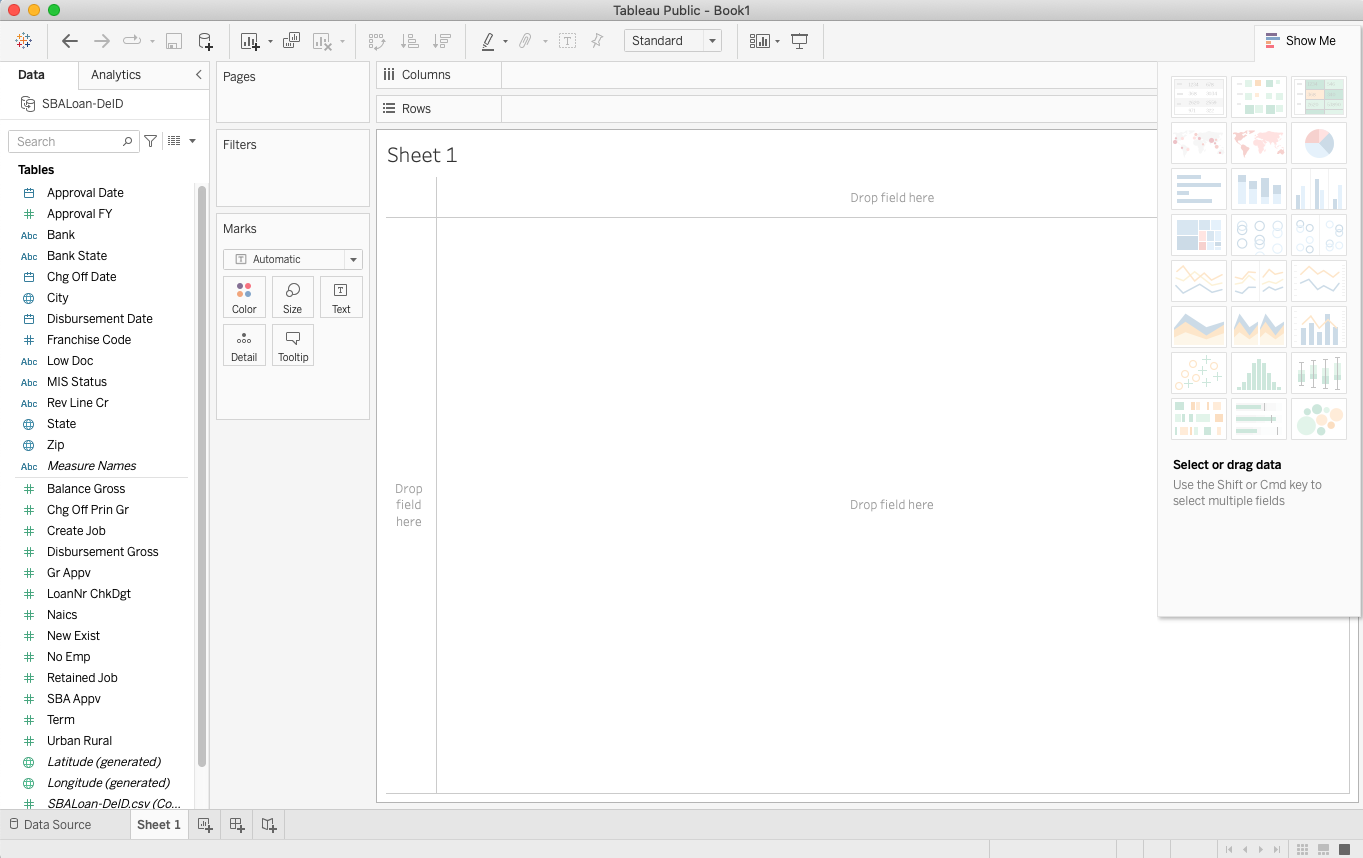 Tableau Public - Book1
Standard
Show Me
Data
Analytics
SBALoan-DeID
Search
Tables
Approval Date
Approval FY
Abc Bank
Abc Bank State
Chg Off Date
City
Disbursement Date
Franchise Code
Abc Low Doc
Abc MIS Status
Abc Rev Line Cr
State
Zip
Abc Measure Names
Balance Gross
Chg Off Prin Gr
Create Job
Disbursement Gross
Gr Appv
LoanNr ChkDgt
Naics
New Exist
No Emp
Retained Job
SBA Appv
Term
Urban Rural
Latitude (generated)
Longitude (generated)
SBALoan-DeID.csv (Co...
Pages
Filters
Marks
Automatic
Color
Size
Text
Detail
Tooltip
Columns
Rows
Sheet 1
Drop field here
Drop
field
here
Drop field here
Select or drag data
Use the Shift or Cmd key to
select multiple fields
Data Source
Sheet 1